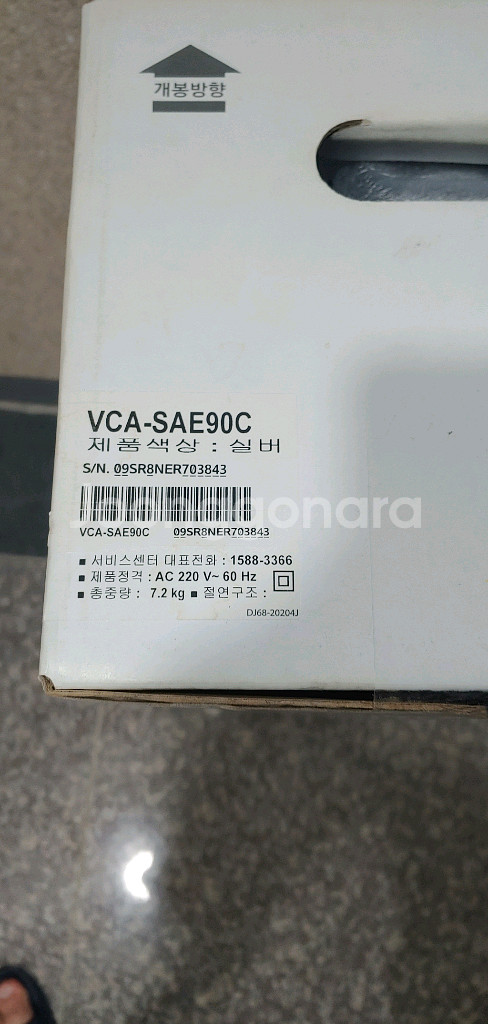 개봉방향
VCA-SAE90C
제품색상 : 실버
S/N. 09SR8NER703843
Joonggonara
VCA-SAE90C 09SR8NER703843
■ 서비스센터 대표전화 : 1588-3366
■ 제품정격 : AC 220 V~ 60 Hz
■ 총중량 : 7.2 kg ■ 절연구조 :
DJ68-20204J